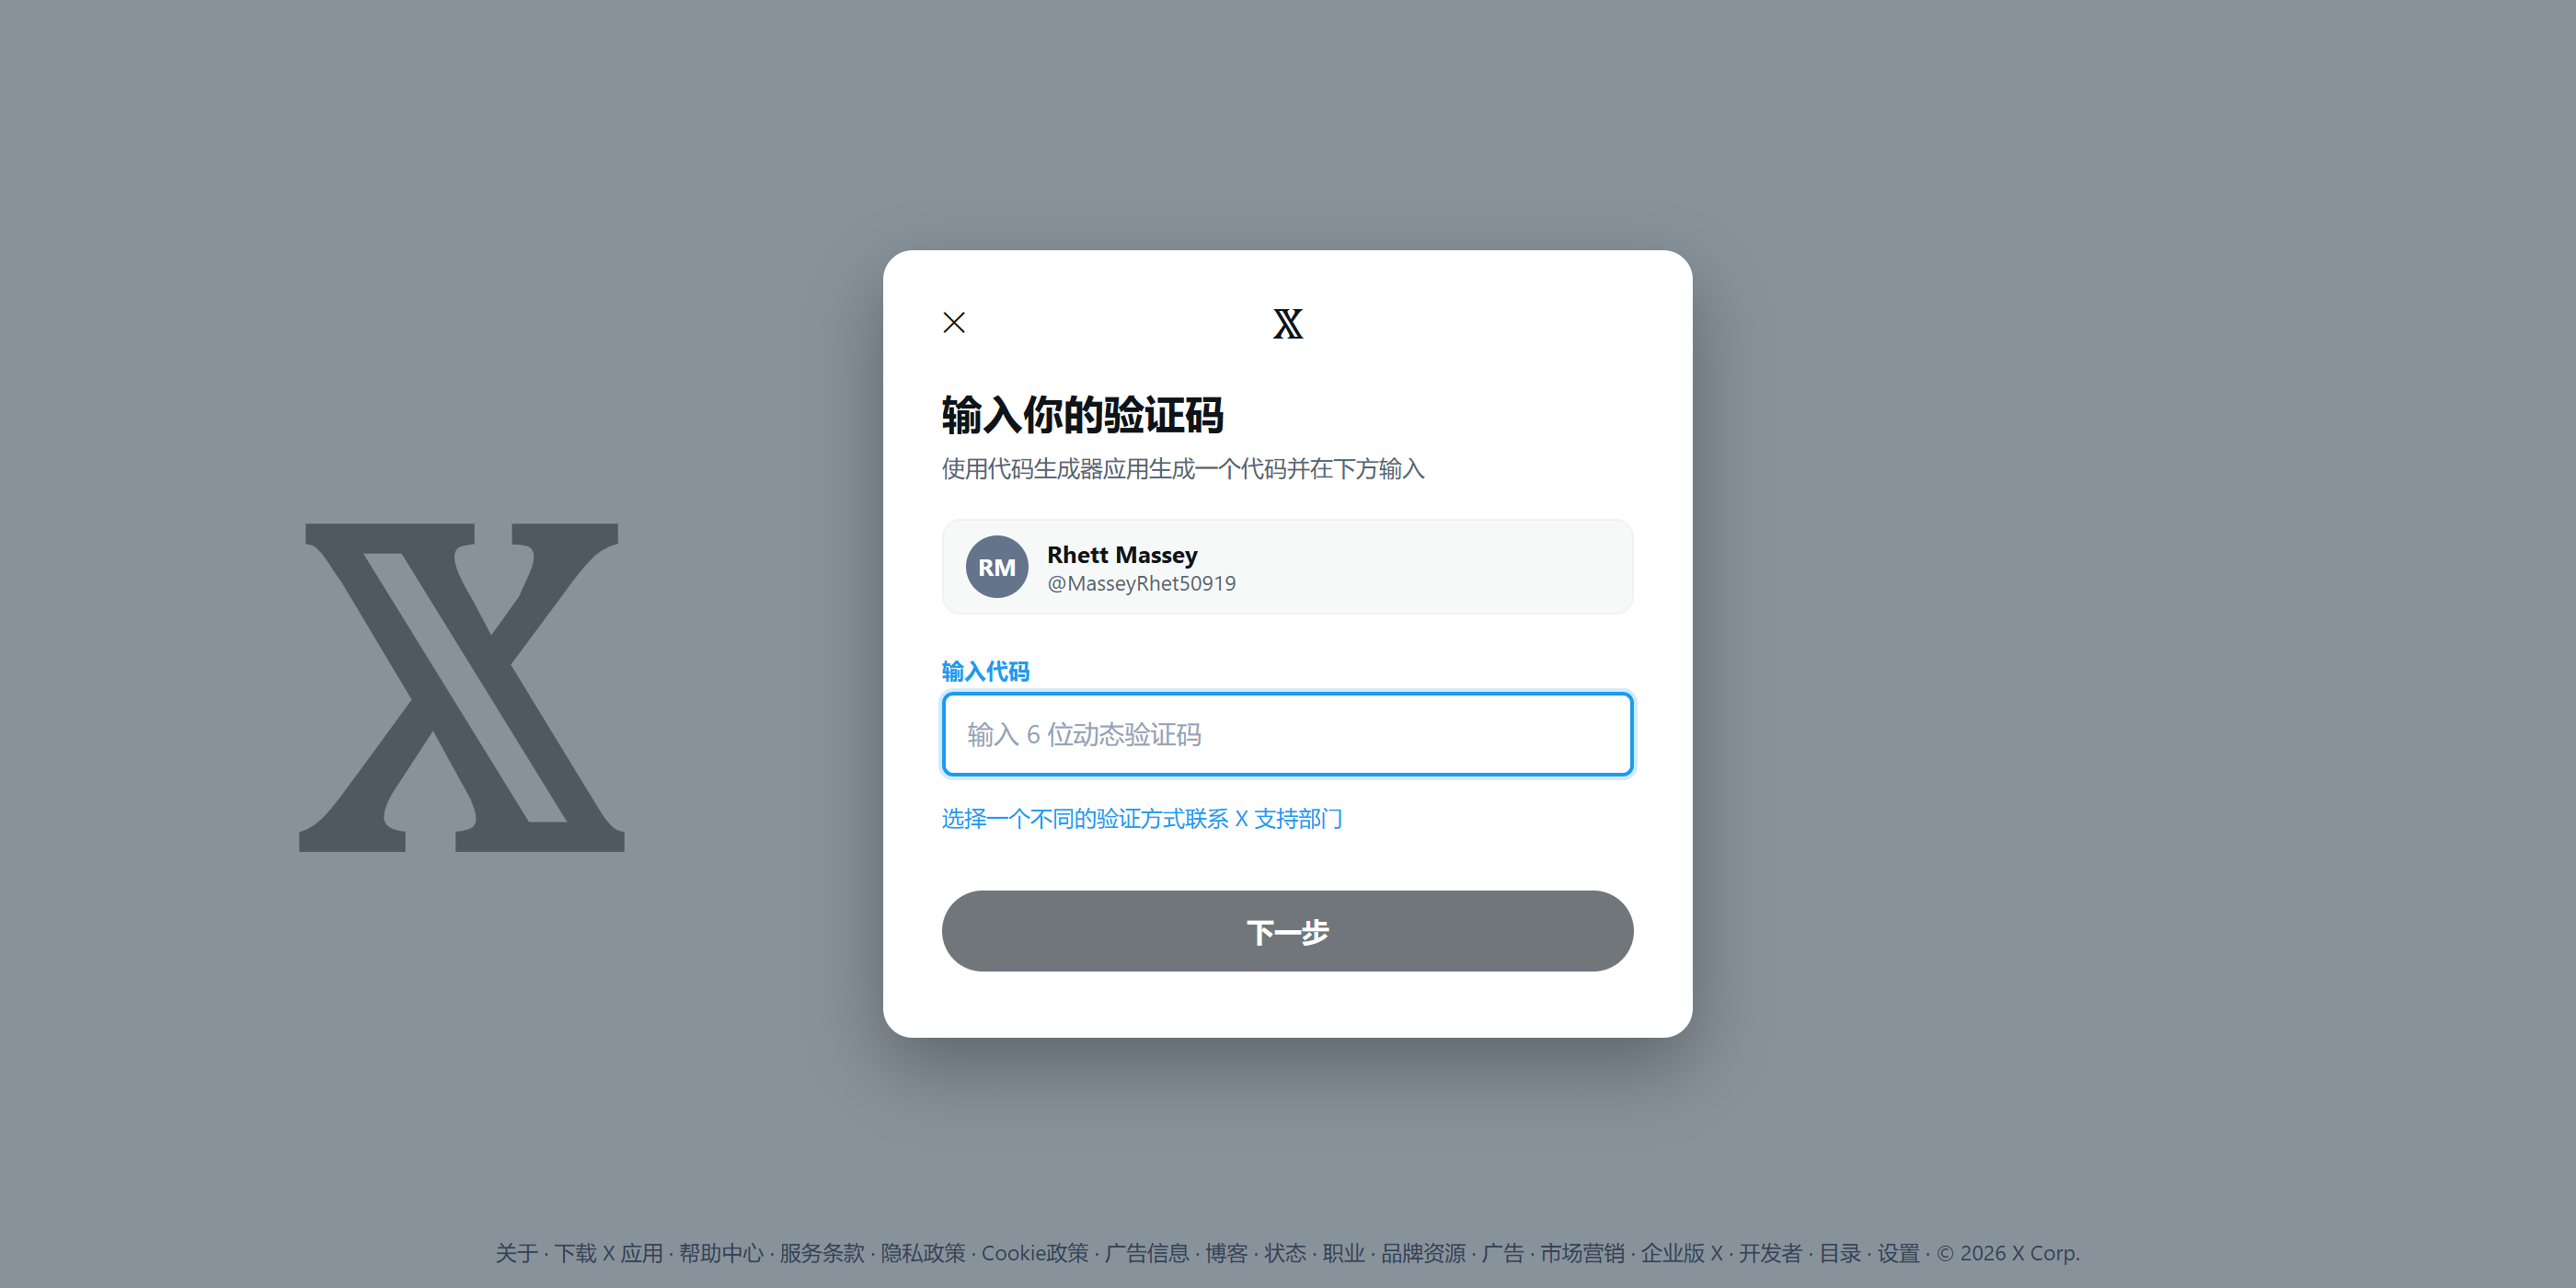 输入你的验证码
使用代码生成器应用生成一个代码并在下方输入
RM
Rhett Massey
@MasseyRhet50919
输入代码
输入 6 位动态验证码
选择一个不同的验证方式联系 X 支持部门
下一步
关于 · 下载 X 应用 · 帮助中心 · 服务条款 · 隐私政策 · Cookie政策 · 广告信息 · 博客 · 状态 · 职业 · 品牌资源 · 广告 · 市场营销 · 企业版 X · 开发者 · 目录 · 设置 · © 2026 X Corp.